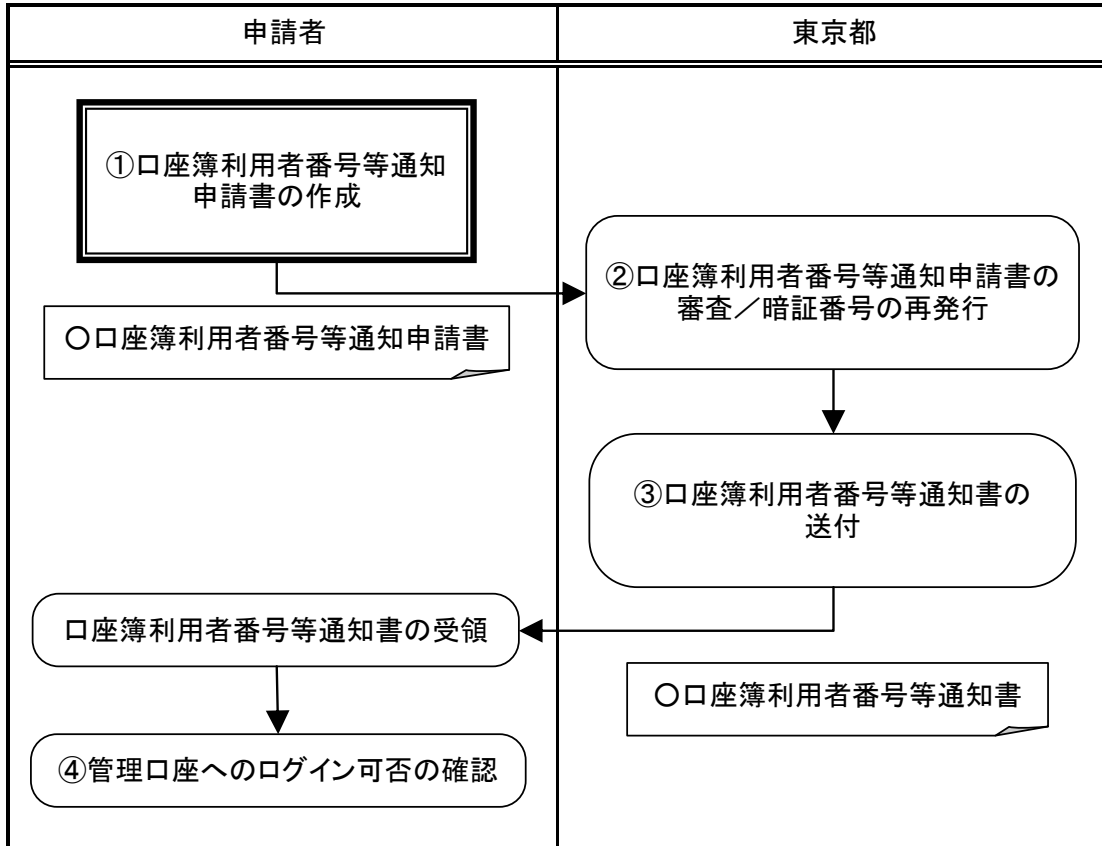 申請者
東京都
①口座簿利用者番号等通知
申請書の作成
②口座簿利用者番号等通知申請書の
審査／暗証番号の再発行
○口座簿利用者番号等通知申請書
③口座簿利用者番号等通知書の
送付
口座簿利用者番号等通知書の受領
○口座簿利用者番号等通知書
④管理口座へのログイン可否の確認